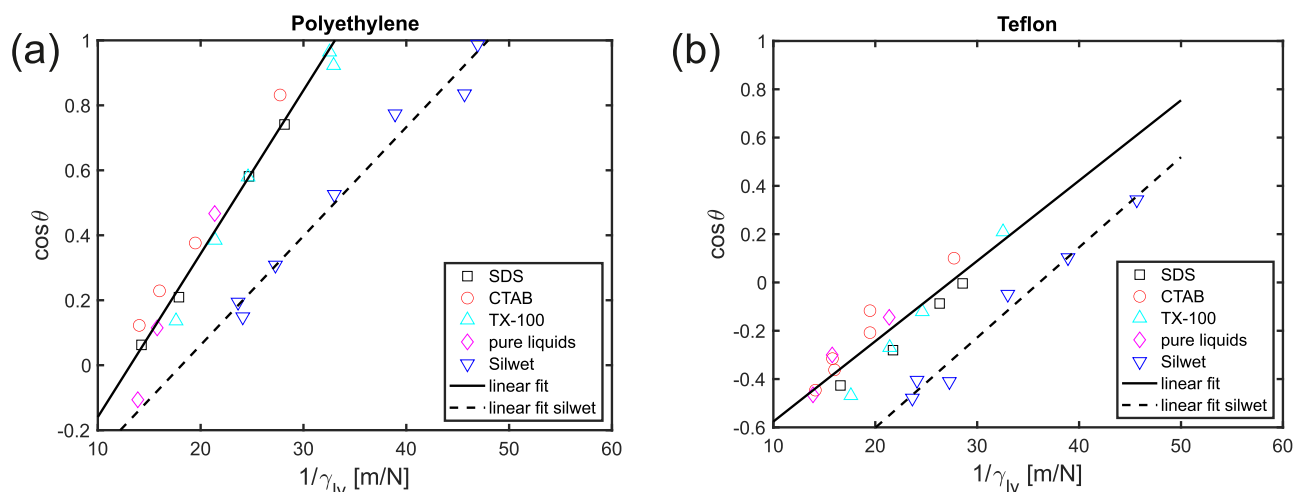 (a)
Polyethylene
1
0.8
0.6
0.4
0.2
0
-0.2
cosθ
10
20
30
40
50
60
1/γlv [m/N]
SDS
CTAB
TX-100
pure liquids
Silwet
linear fit
linear fit silwet
(b)
Teflon
1
0.8
0.6
0.4
0.2
0
-0.2
-0.4
-0.6
cosθ
10
20
30
40
50
60
1/γlv [m/N]
SDS
CTAB
TX-100
pure liquids
Silwet
linear fit
linear fit silwet